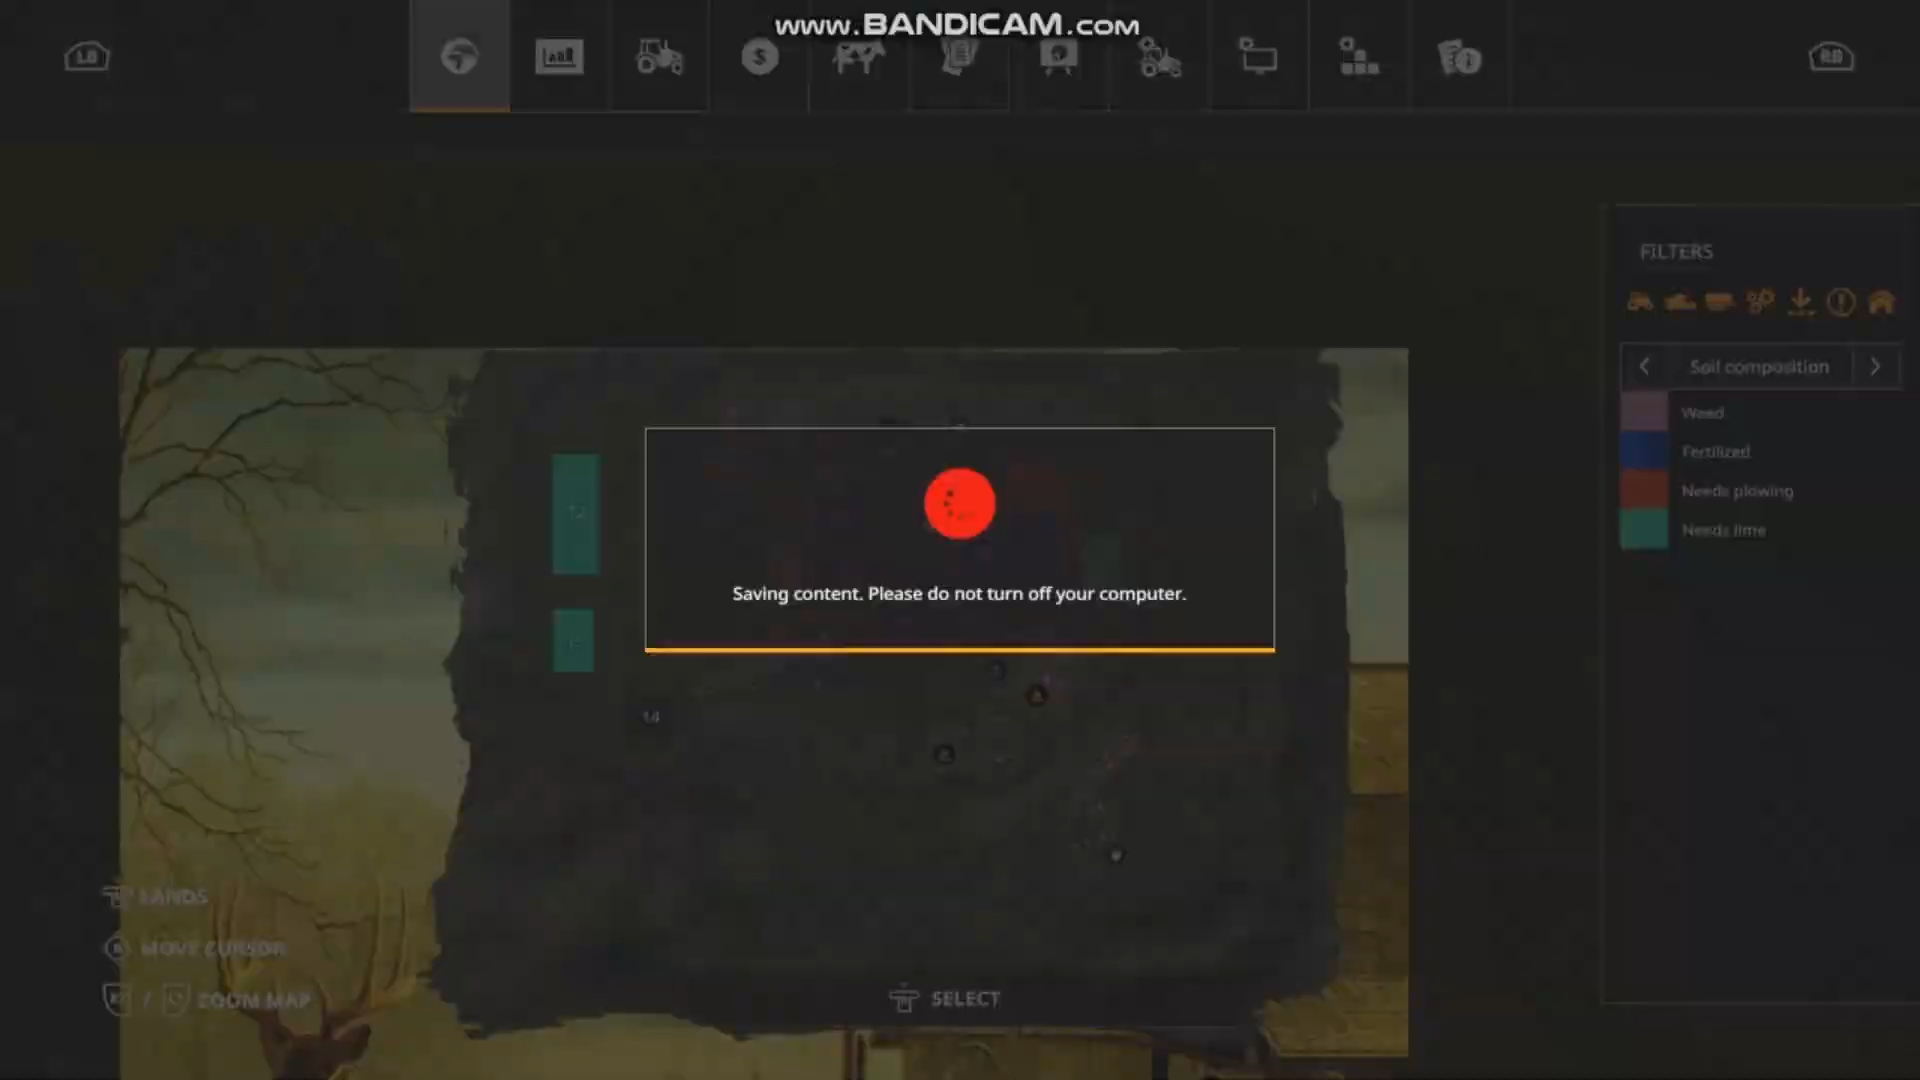 www.BANDICAM.com
LB
RB
FILTERS
Soil composition
Weed
Fertilized
Needs plowing
Needs lime
Saving content. Please do not turn off your computer.
14
LANDS
MOVE CURSOR
/ ZOOM MAP
SELECT